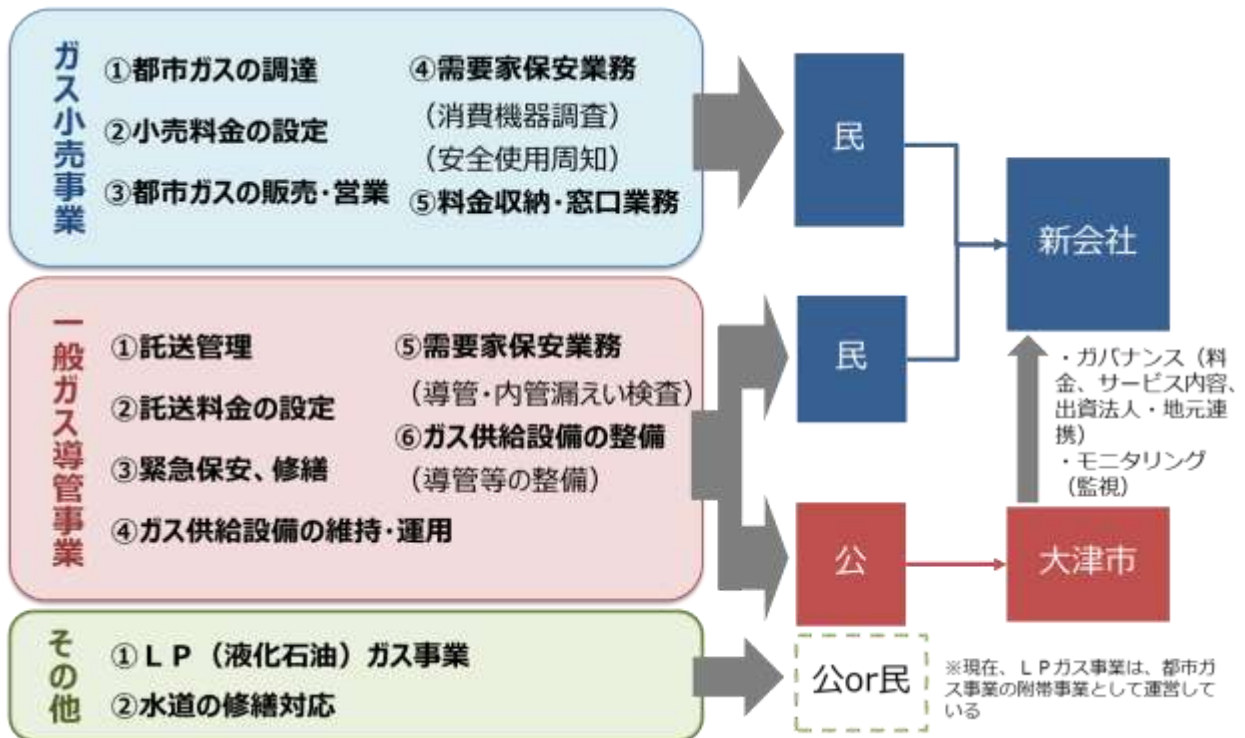 ガス小売事業
①都市ガスの調達
②小売料金の設定
③都市ガスの販売・営業
④需要家保安業務
（消費機器調査）
（安全使用周知）
⑤料金収納・窓口業務
民
新会社
一般ガス導管事業
①託送管理
②託送料金の設定
③緊急保安、修繕
④ガス供給設備の維持・運用
⑤需要家保安業務
（導管・内管漏えい検査）
⑥ガス供給設備の整備
（導管等の整備）
民
・ガバナンス（料
金、サービス内容、
出資法人・地元連
携）
・モニタリング
（監視）
公
大津市
その他
①ＬＰ（液化石油）ガス事業
②水道の修繕対応
公or民
※現在、ＬＰガス事業は、都市ガ
ス事業の附帯事業として運営して
いる